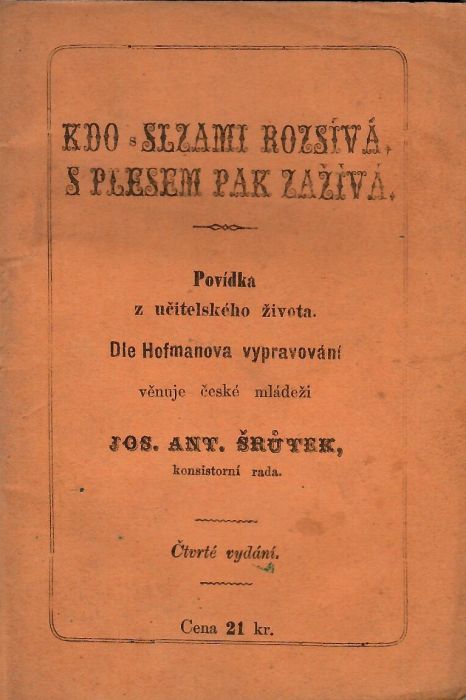 KDO s SLZAMI ROZSÍVÁ,
S PLESEM PAK ZAŽÍVÁ.
Povídka
z učitelského života.
Dle Hofmanova vypravování
věnuje české mládeži
JOS. ANT. ŠRŮTEK,
konsistorní rada.
Čtvrté vydání.
Cena 21 kr.